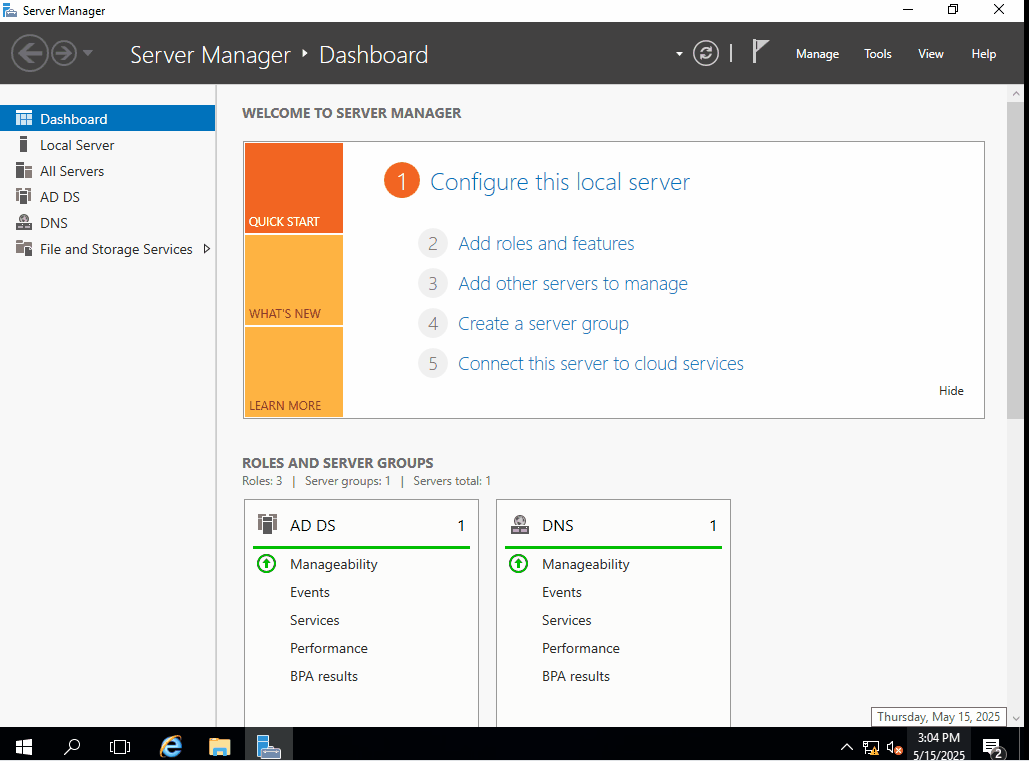 Server Manager
Server Manager Dashboard
Manage Tools View Help
Dashboard
Local Server
All Servers
AD DS
DNS
File and Storage Services
WELCOME TO SERVER MANAGER
QUICK START
WHAT'S NEW
LEARN MORE
1 Configure this local server
2 Add roles and features
3 Add other servers to manage
4 Create a server group
5 Connect this server to cloud services
Hide
ROLES AND SERVER GROUPS
Roles: 3 | Server groups: 1 | Servers total: 1
AD DS 1
Manageability
Events
Services
Performance
BPA results
DNS 1
Manageability
Events
Services
Performance
BPA results
Thursday, May 15, 2025
3:04 PM
5/15/2025
2